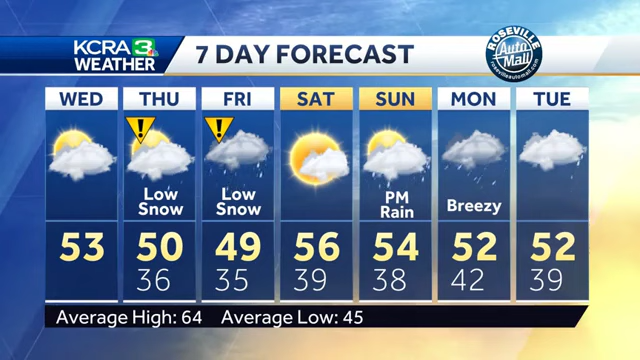 KCRA 3
WEATHER
7 DAY FORECAST
ROSEVILLE
Auto
Mall
rosevilleautomall.com
WED THU FRI SAT SUN MON TUE
! !
Low
Snow
Low
Snow
PM
Rain
Breezy
53 50 49 56 54 52 52
36 35 39 38 42 39
Average High: 64 Average Low: 45